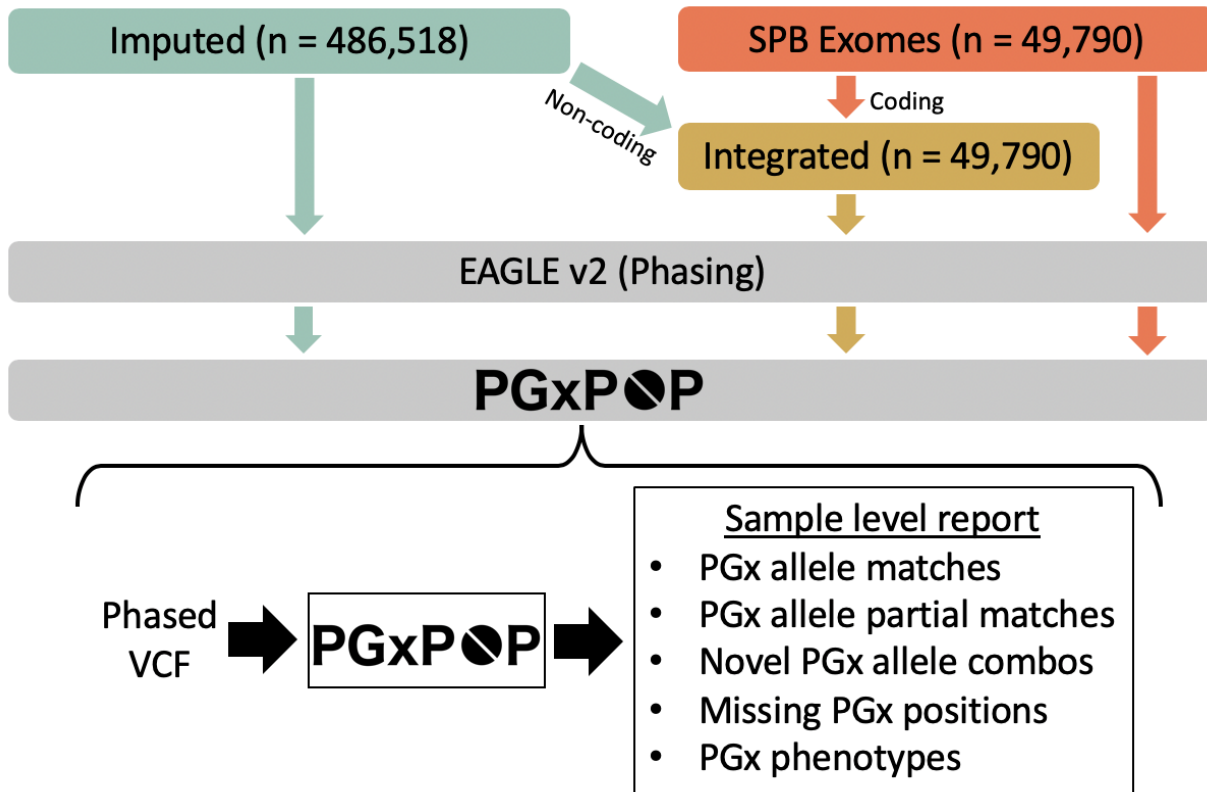 Imputed (n = 486,518)
SPB Exomes (n = 49,790)
Non-coding
Coding
Integrated (n = 49,790)
EAGLE v2 (Phasing)
PGxPOP
Sample level report
• PGx allele matches
• PGx allele partial matches
• Novel PGx allele combos
• Missing PGx positions
• PGx phenotypes
Phased
VCF
PGxPOP